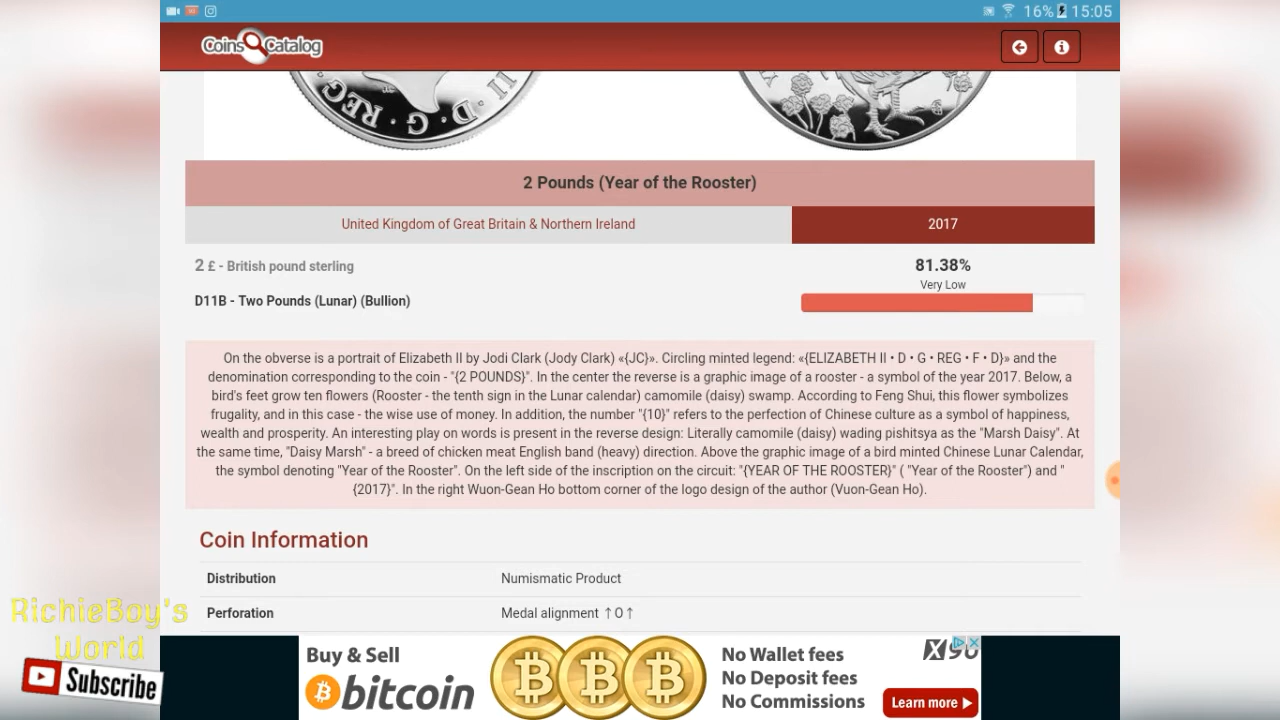 16% 15:05
Coins Catalog
II · D · G · REG
2 Pounds (Year of the Rooster)
United Kingdom of Great Britain & Northern Ireland
2017
2 £ - British pound sterling
81.38%
Very Low
D11B - Two Pounds (Lunar) (Bullion)
On the obverse is a portrait of Elizabeth II by Jodi Clark (Jody Clark) «{JC}». Circling minted legend: «{ELIZABETH II • D • G • REG • F • D}» and the
denomination corresponding to the coin - "{2 POUNDS}". In the center the reverse is a graphic image of a rooster - a symbol of the year 2017. Below, a
bird's feet grow ten flowers (Rooster - the tenth sign in the Lunar calendar) camomile (daisy) swamp. According to Feng Shui, this flower symbolizes
frugality, and in this case - the wise use of money. In addition, the number "{10}" refers to the perfection of Chinese culture as a symbol of happiness,
wealth and prosperity. An interesting play on words is present in the reverse design: Literally camomile (daisy) wading pishitsya as the "Marsh Daisy". At
the same time, "Daisy Marsh" - a breed of chicken meat English band (heavy) direction. Above the graphic image of a bird minted Chinese Lunar Calendar,
the symbol denoting "Year of the Rooster". On the left side of the inscription on the circuit: "{YEAR OF THE ROOSTER}" ( "Year of the Rooster") and "
{2017}". In the right Wuon-Gean Ho bottom corner of the logo design of the author (Vuon-Gean Ho).
Coin Information
Distribution
Numismatic Product
Perforation
Medal alignment ↑O↑
RichieBoy's
World
Subscribe
Buy & Sell
bitcoin
No Wallet fees
No Deposit fees
No Commissions
Learn more